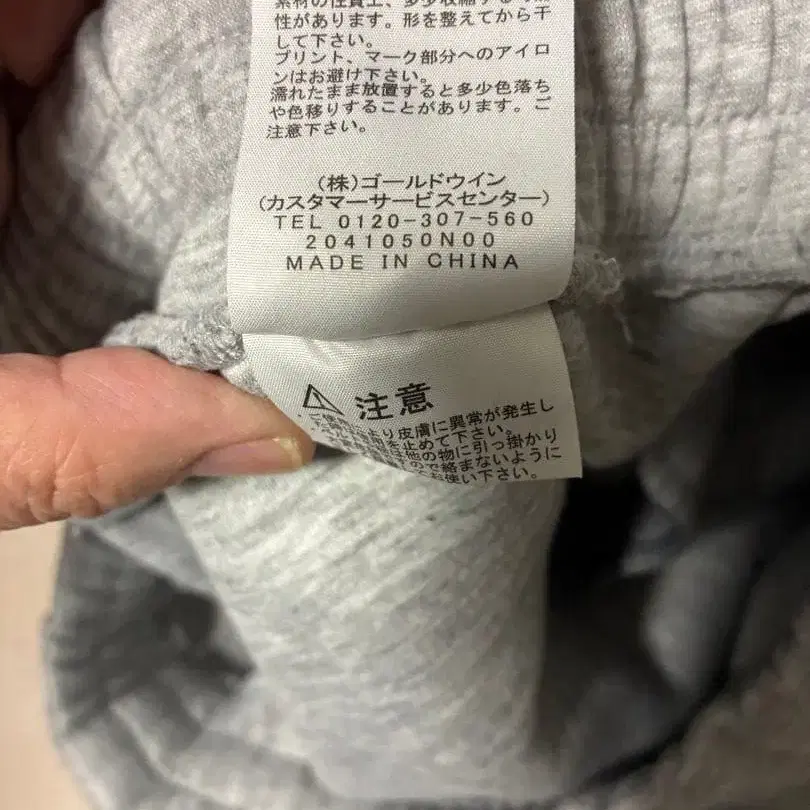 素材の性質上、多少収縮する可能
性があります。形を整えてから干
して下さい。
プリント、マーク部分へのアイロ
ンはお避け下さい。
濡れたまま放置すると多少色落ち
や色移りすることがあります。ご
注意下さい。
(株)ゴールドウイン
(カスタマーサービスセンター)
TEL 0120-307-560
2041050N00
MADE IN CHINA
注意
皮膚に異常が発生し
を止めて下さい。
他の物に引っ掛かり
ので絡まないように
お使い下さい。